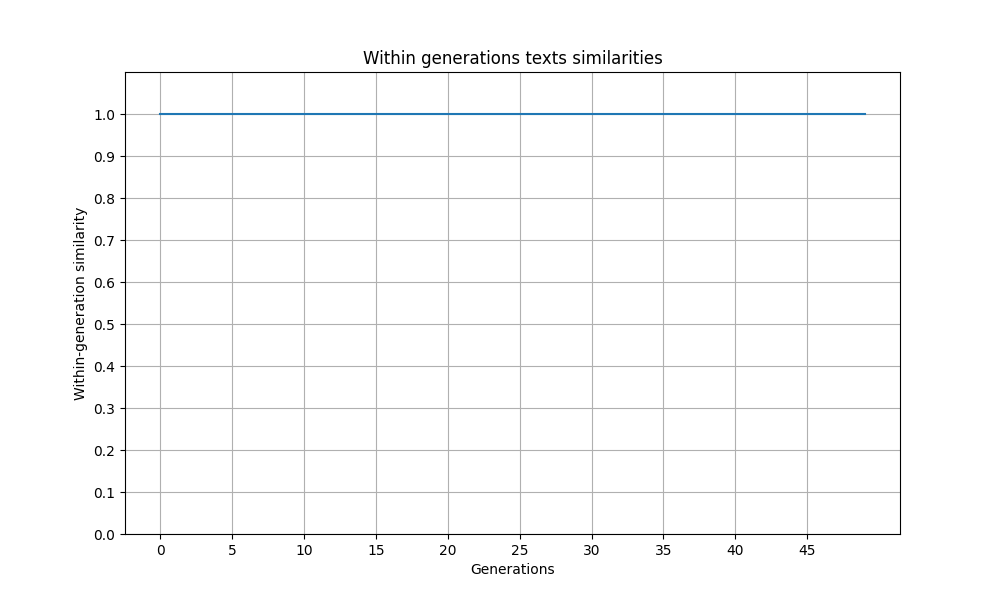 Within generations texts similarities
Within-generation similarity
1.0
0.9
0.8
0.7
0.6
0.5
0.4
0.3
0.2
0.1
0.0
0 5 10 15 20 25 30 35 40 45
Generations